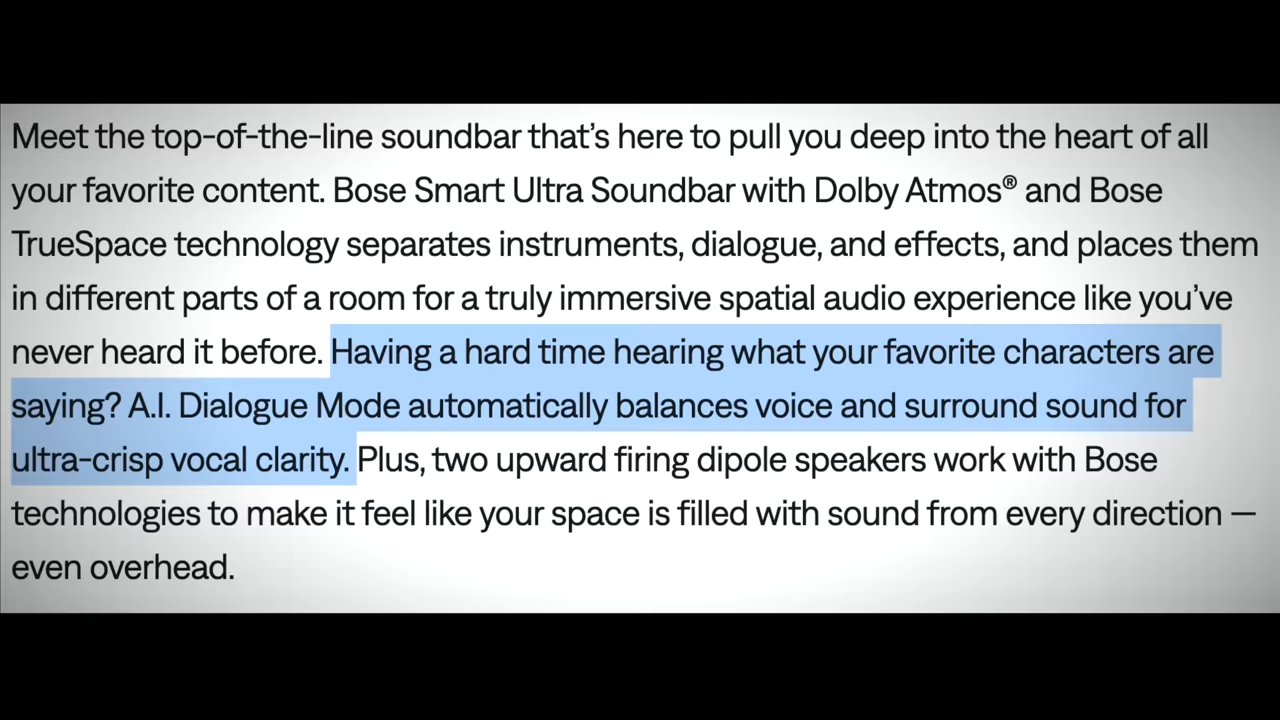 Meet the top-of-the-line soundbar that’s here to pull you deep into the heart of all
your favorite content. Bose Smart Ultra Soundbar with Dolby Atmos® and Bose
TrueSpace technology separates instruments, dialogue, and effects, and places them
in different parts of a room for a truly immersive spatial audio experience like you’ve
never heard it before. Having a hard time hearing what your favorite characters are
saying? A.I. Dialogue Mode automatically balances voice and surround sound for
ultra-crisp vocal clarity. Plus, two upward firing dipole speakers work with Bose
technologies to make it feel like your space is filled with sound from every direction —
even overhead.